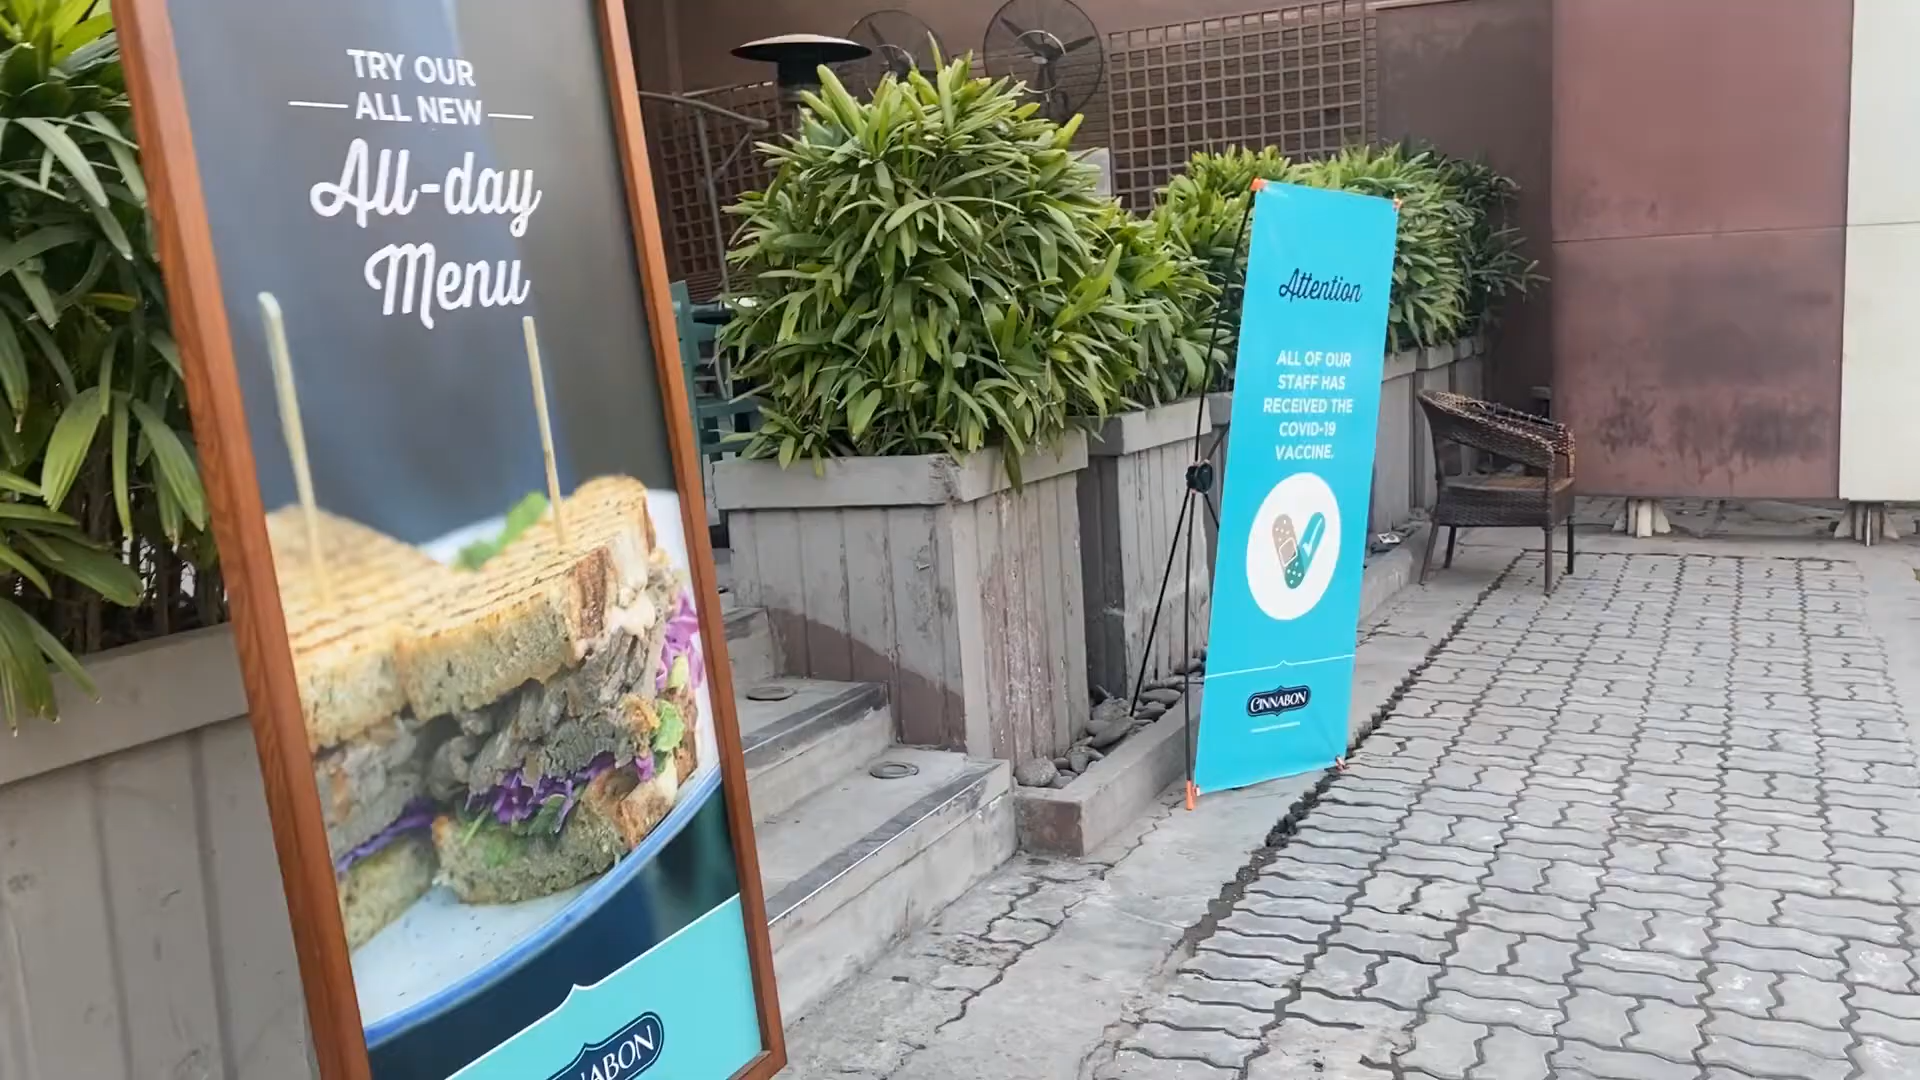 TRY OUR
ALL NEW
All-day
Menu
Attention
ALL OF OUR
STAFF HAS
RECEIVED THE
COVID-19
VACCINE.
CINNABON